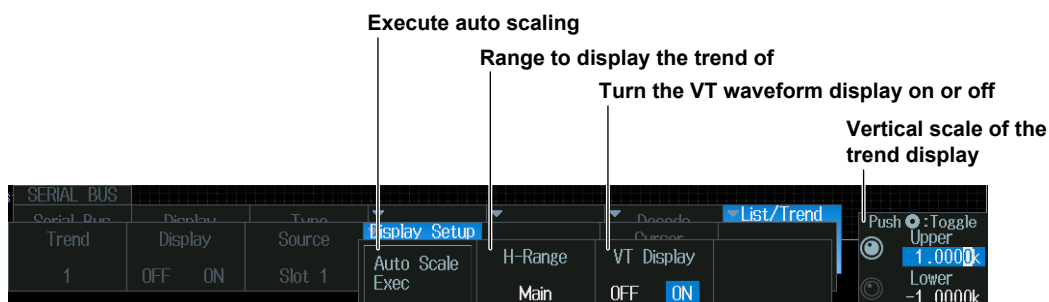 Execute auto scaling
Range to display the trend of
Turn the VT waveform display on or off
Vertical scale of the
trend display
SERIAL BUS
Serial Bus Display Type Decode List/Trend
Trend Display Source Display Setup Cursor
Push :Toggle
Upper
1.0000k
Auto Scale
Exec
H-Range
VT Display
1 OFF ON Slot 1
Main
OFF ON
Lower
-1.0000k